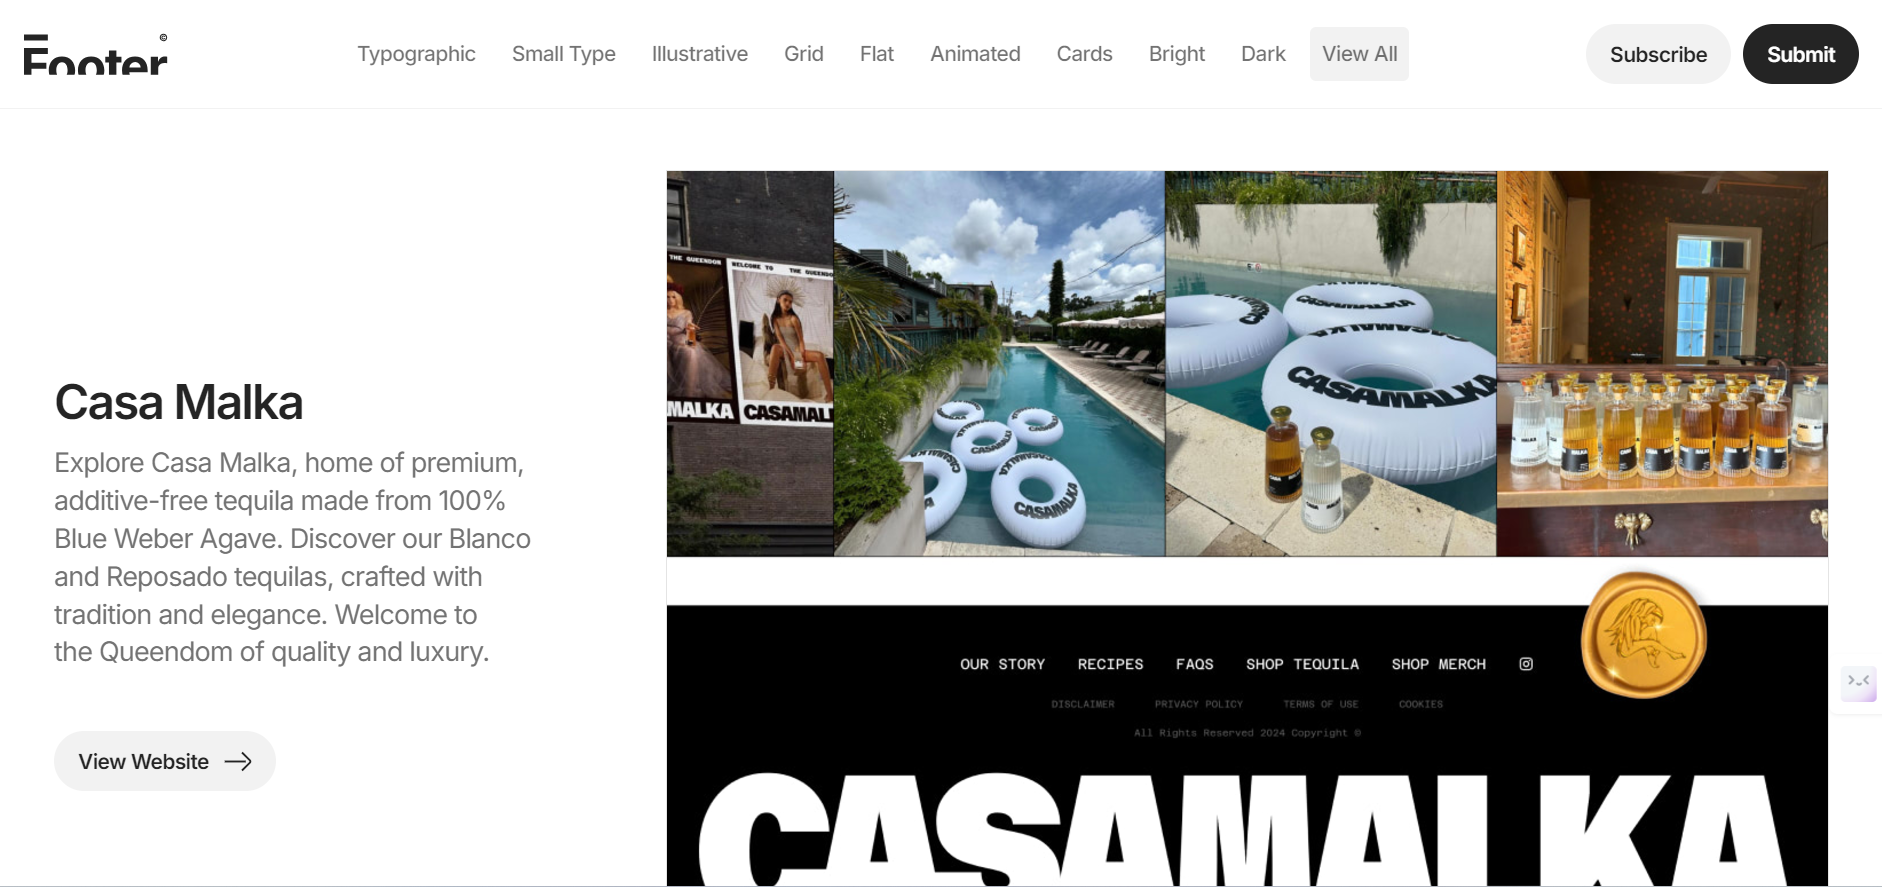 Footer©
Typographic
Small Type
Illustrative
Grid
Flat
Animated
Cards
Bright
Dark
View All
Subscribe
Submit
Casa Malka
Explore Casa Malka, home of premium,
additive-free tequila made from 100%
Blue Weber Agave. Discover our Blanco
and Reposado tequilas, crafted with
tradition and elegance. Welcome to
the Queendom of quality and luxury.
View Website
THE QUEENDOM
WELCOME TO THE QUEENDO
MALKA
CASAMAL
CASAMALKA
CASAMALKA
CASAMALKA
CASAMALKA
CASAMALKA
CASAMALKA
OUR STORY
RECIPES
FAQS
SHOP TEQUILA
SHOP MERCH
DISCLAIMER
PRIVACY POLICY
TERMS OF USE
COOKIES
All Rights Reserved 2024 Copyright ©
CASAMALKA